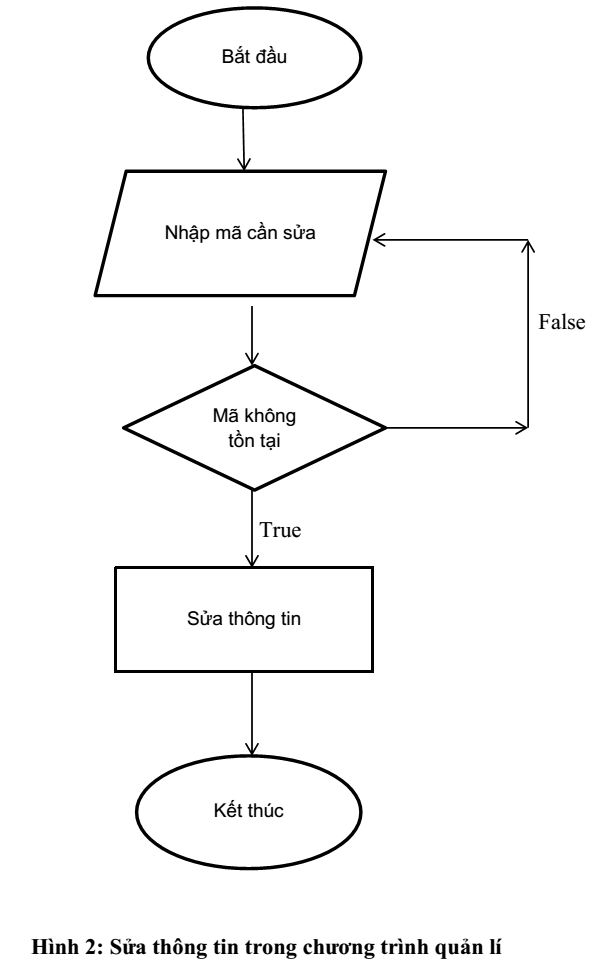 Bắt đầu
Nhập mã cần sửa
False
Mã không
tồn tại
True
Sửa thông tin
Kết thúc
Hình 2: Sửa thông tin trong chương trình quản lí